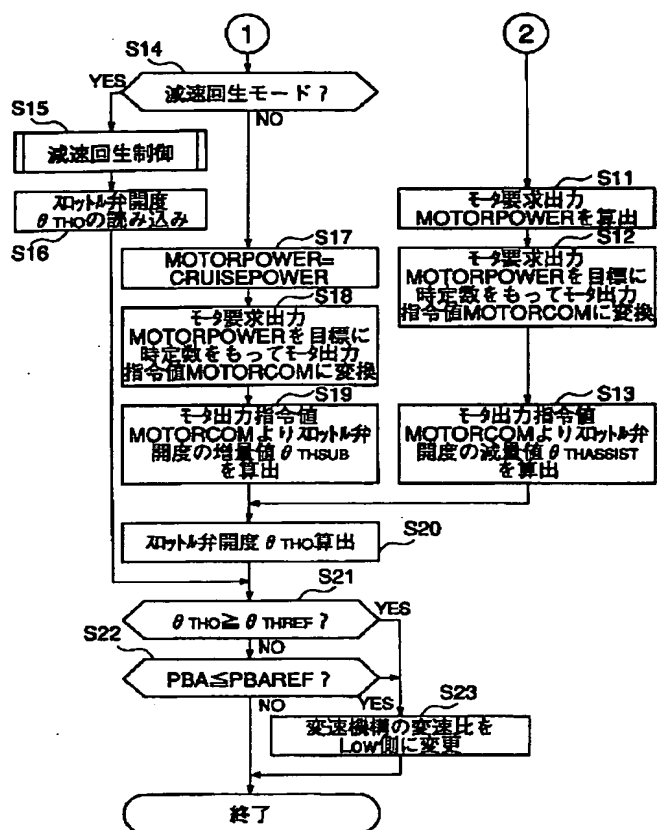 1
2
S14
YES
減速回生モード?
NO
S15
減速回生制御
スロットル弁開度
θTHOの読み込み
S16
S11
モータ要求出力
MOTORPOWERを算出
S12
モータ要求出力
MOTORPOWERを目標に
時定数をもってモータ出力
指令値MOTORCOMに変換
S17
MOTORPOWER=
CRUISEPOWER
S18
モータ要求出力
MOTORPOWERを目標に
時定数をもってモータ出力
指令値MOTORCOMに変換
S19
モータ出力指令値
MOTORCOMよりスロットル弁
開度の増量値θTHSUB
を算出
S13
モータ出力指令値
MOTORCOMよりスロットル弁
開度の減量値θTHASSIST
を算出
スロットル弁開度θTHO算出
S20
S21
θTHO≧θTHREF?
YES
NO
S22
PBA≦PBAREF?
YES
NO
S23
変速機構の変速比を
Low側に変更
終了